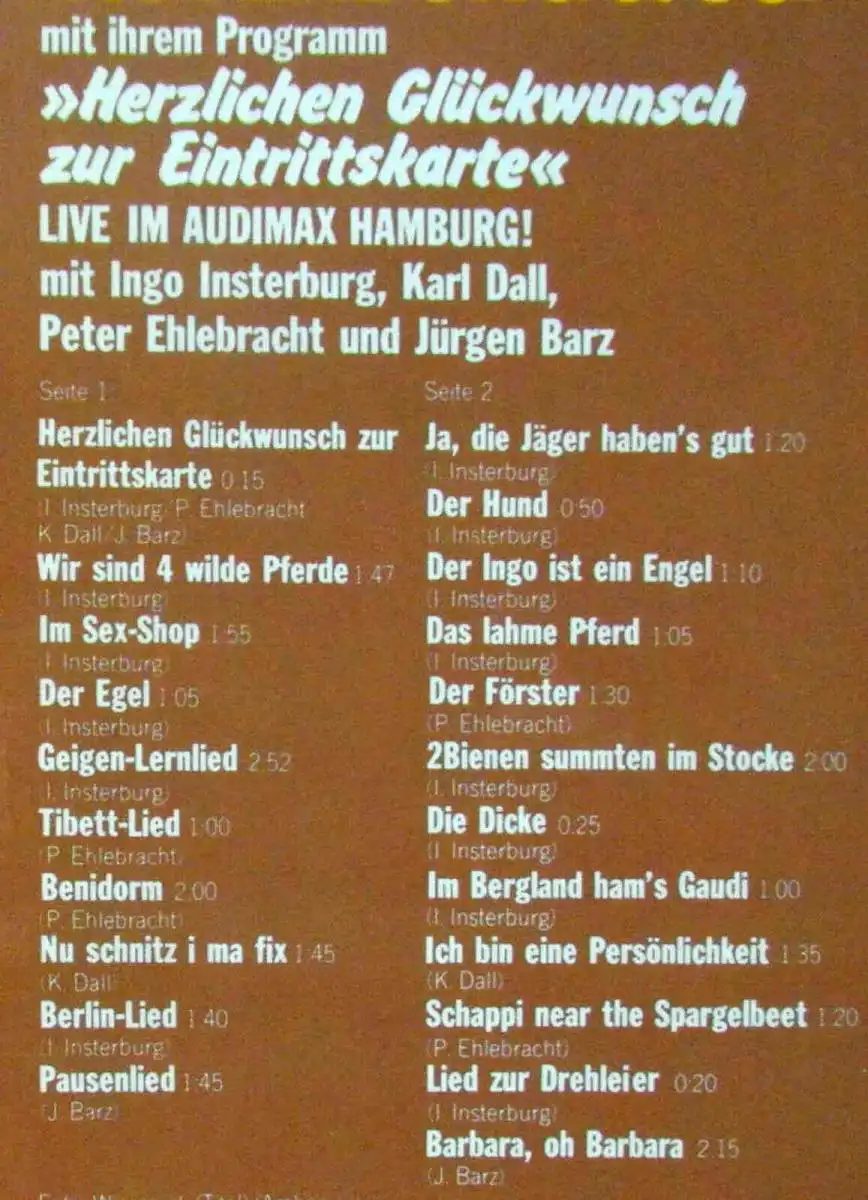 mit ihrem Programm
»Herzlichen Glückwunsch
zur Eintrittskarte«
LIVE IM AUDIMAX HAMBURG!
mit Ingo Insterburg, Karl Dall,
Peter Ehlebracht und Jürgen Barz
Seite 1
Herzlichen Glückwunsch zur
Eintrittskarte 0:15
(I. Insterburg/P. Ehlebracht
K. Dall/J. Barz)
Wir sind 4 wilde Pferde 1:47
(I. Insterburg)
Im Sex-Shop 1:55
(I. Insterburg)
Der Egel 1:05
(I. Insterburg)
Geigen-Lernlied 2:52
(I. Insterburg)
Tibett-Lied 1:00
(P. Ehlebracht)
Benidorm 2:00
(P. Ehlebracht)
Nu schnitz i ma fix 1:45
(K. Dall)
Berlin-Lied 1:40
(I. Insterburg)
Pausenlied 1:45
(J. Barz)
Seite 2
Ja, die Jäger haben's gut 1:20
(I. Insterburg)
Der Hund 0:50
(I. Insterburg)
Der Ingo ist ein Engel 1:10
(I. Insterburg)
Das lahme Pferd 1:05
(I. Insterburg)
Der Förster 1:30
(P. Ehlebracht)
2Bienen summten im Stocke 2:00
(I. Insterburg)
Die Dicke 0:25
(I. Insterburg)
Im Bergland ham's Gaudi 1:00
(I. Insterburg)
Ich bin eine Persönlichkeit 1:35
(K. Dall)
Schappi near the Spargelbeet 1:20
(P. Ehlebracht)
Lied zur Drehleier 0:20
(I. Insterburg)
Barbara, oh Barbara 2:15
(J. Barz)